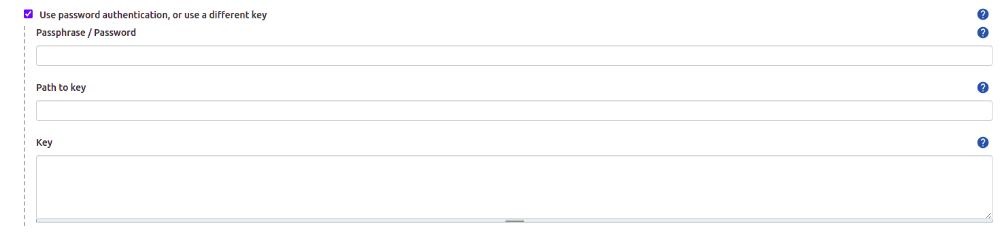 Use password authentication, or use a different key
Passphrase / Password
Path to key
Key